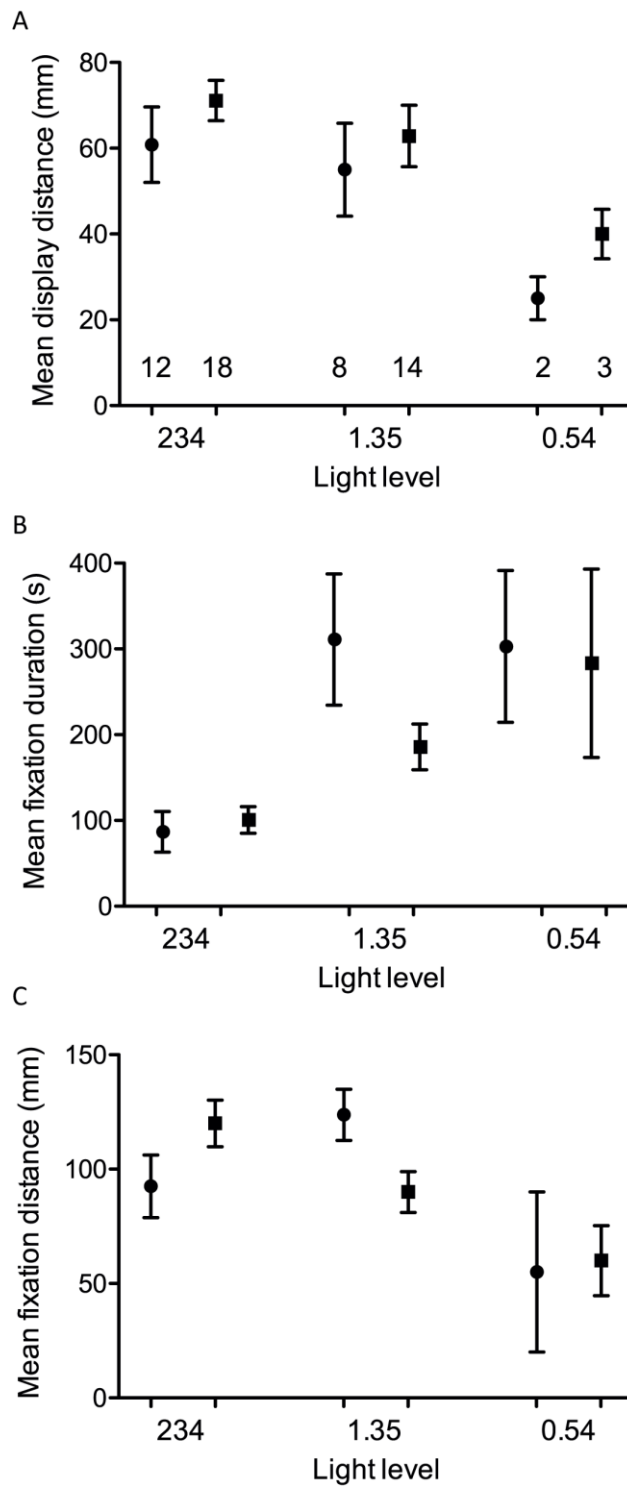 A
Mean display distance (mm)
80
60
40
20
0
12 18 8 14 2 3
234 1.35 0.54
Light level
B
Mean fixation duration (s)
400
300
200
100
0
234 1.35 0.54
Light level
C
Mean fixation distance (mm)
150
100
50
0
234 1.35 0.54
Light level